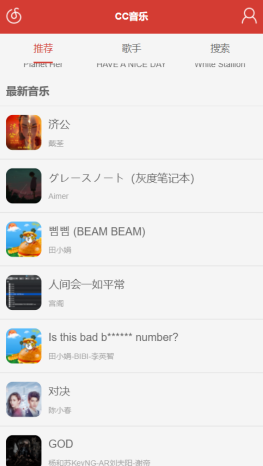 CC音乐
推荐 歌手 搜索
Planet Her HAVE A NICE DAY White Stallion
最新音乐
济公
戴荃
グレースノート（灰度笔记本）
Aimer
삠삠 (BEAM BEAM)
田小娟
人间会一如平常
宫阁
Is this bad b****** number?
田小娟-BIBI-李英智
对决
陈小春
GOD
杨和苏KeyNG-AR刘夫阳-谢帝